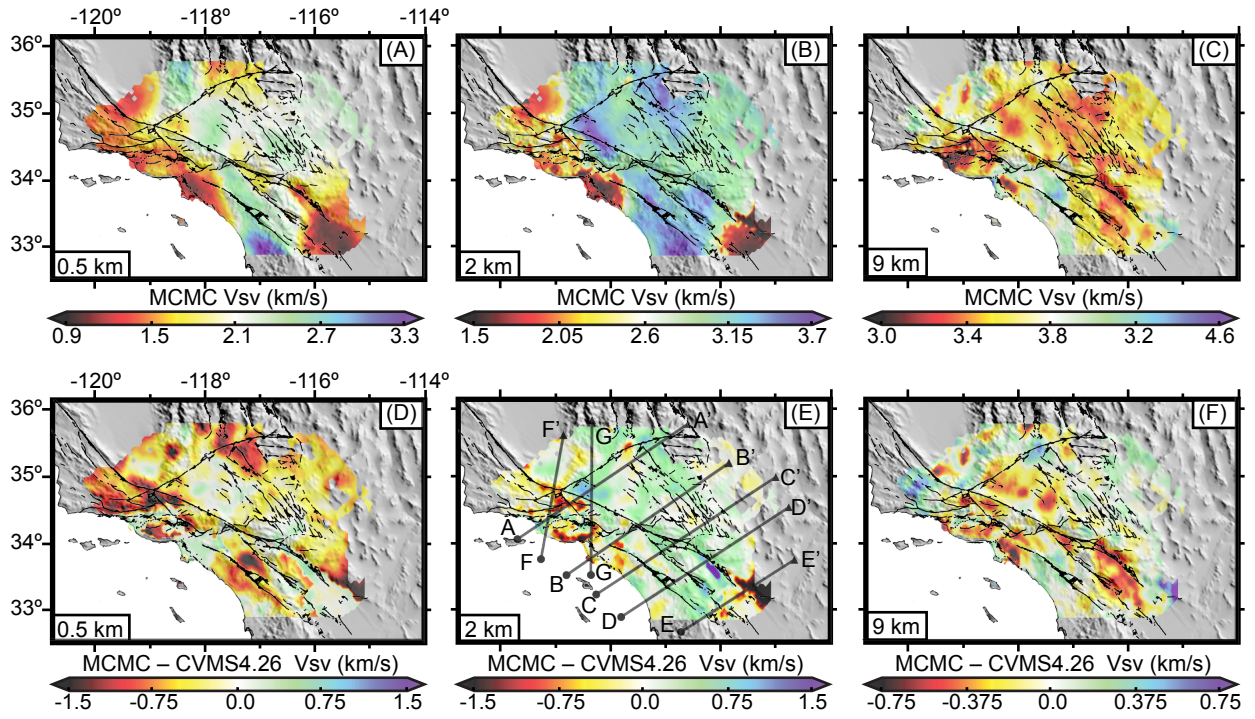 -120º -118º -116º -114º
36º 35º 34º 33º
(A) 0.5 km
(B) 2 km
(C) 9 km
MCMC Vsv (km/s) MCMC Vsv (km/s) MCMC Vsv (km/s)
0.9 1.5 2.1 2.7 3.3
1.5 2.05 2.6 3.15 3.7
3.0 3.4 3.8 3.2 4.6
-120º -118º -116º -114º
36º 35º 34º 33º
(D) 0.5 km
(E) F' G' A' B' C' D' E' A F B G C D E 2 km
(F) 9 km
MCMC – CVMS4.26 Vsv (km/s) MCMC – CVMS4.26 Vsv (km/s) MCMC – CVMS4.26 Vsv (km/s)
-1.5 -0.75 0.0 0.75 1.5
-1.5 -0.75 0.0 0.75 1.5
-0.75 -0.375 0.0 0.375 0.75